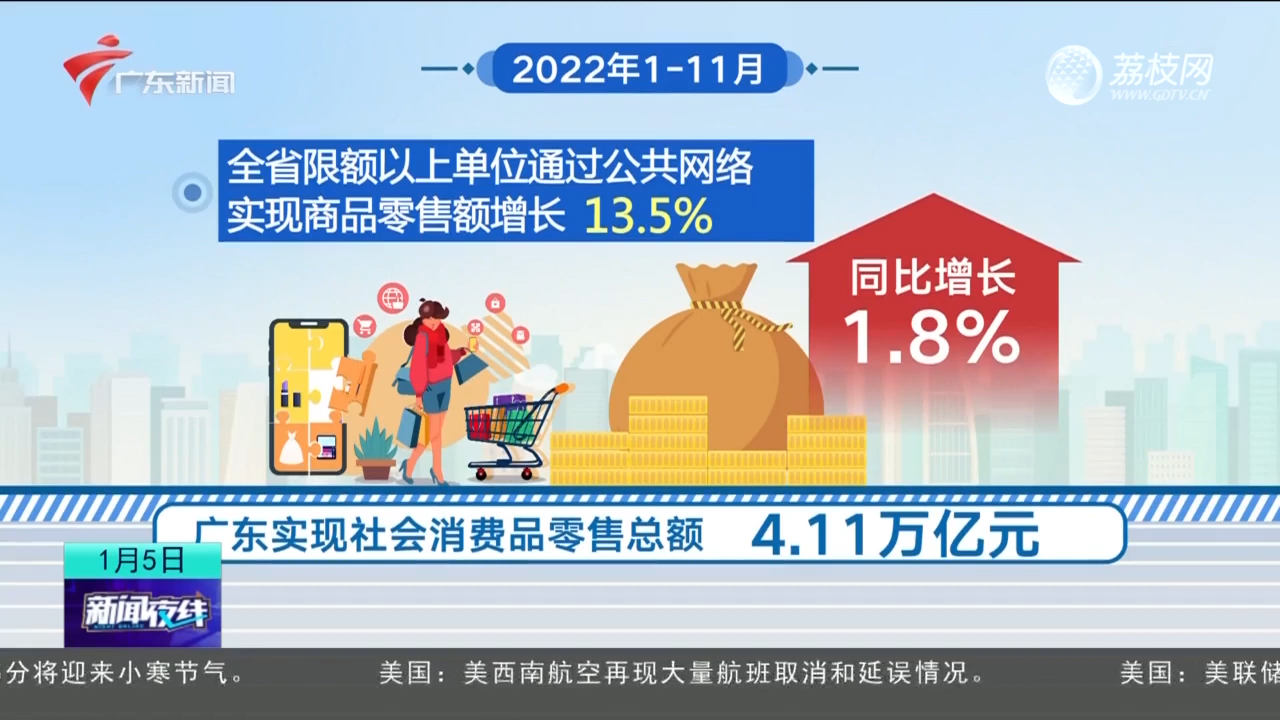 广东新闻
2022年1-11月
荔枝网
WWW.GDTV.CN
全省限额以上单位通过公共网络
实现商品零售额增长 13.5%
同比增长
1.8%
广东实现社会消费品零售总额 4.11万亿元
1月5日
新闻夜线
分将迎来小寒节气。 美国：美西南航空再现大量航班取消和延误情况。 美国：美联储